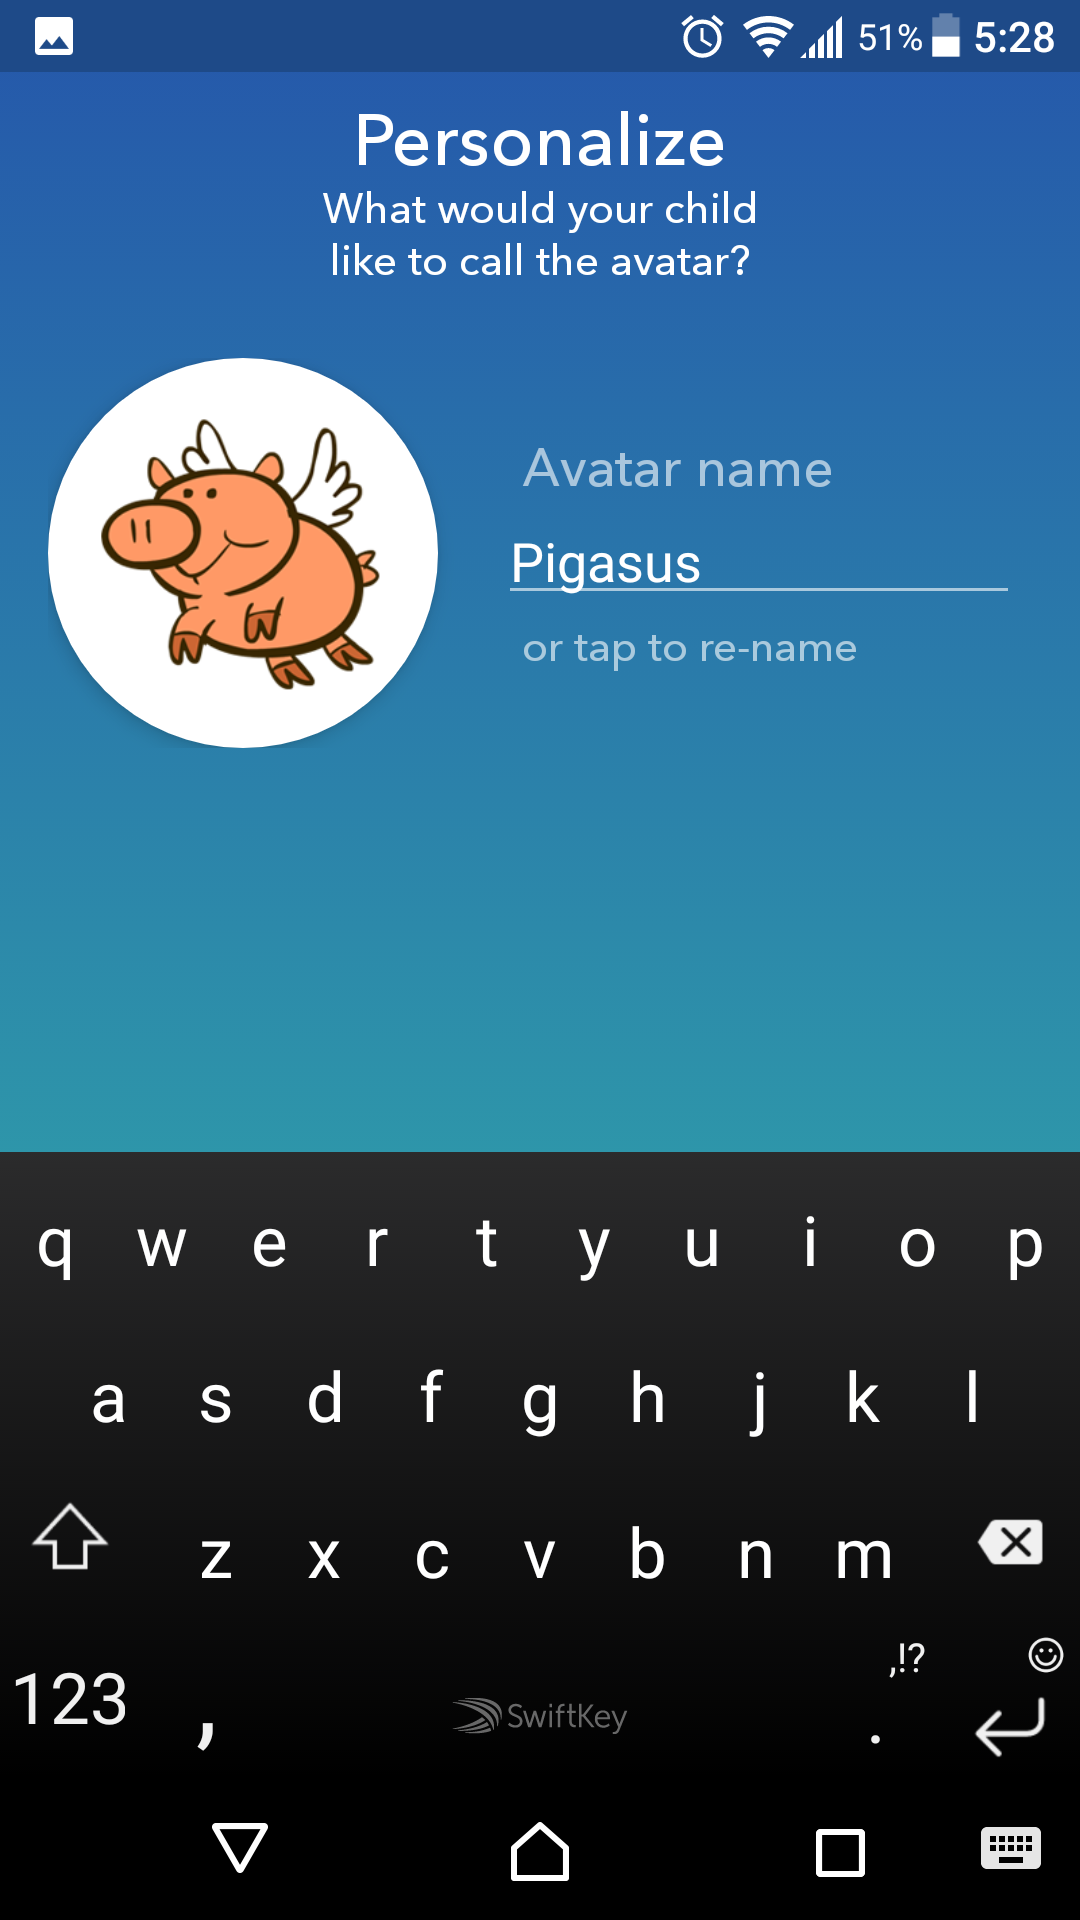 51% 5:28
Personalize
What would your child
like to call the avatar?
Avatar name
Pigasus
or tap to re-name
q w e r t y u i o p
a s d f g h j k l
z x c v b n m
,!?
123 , SwiftKey .